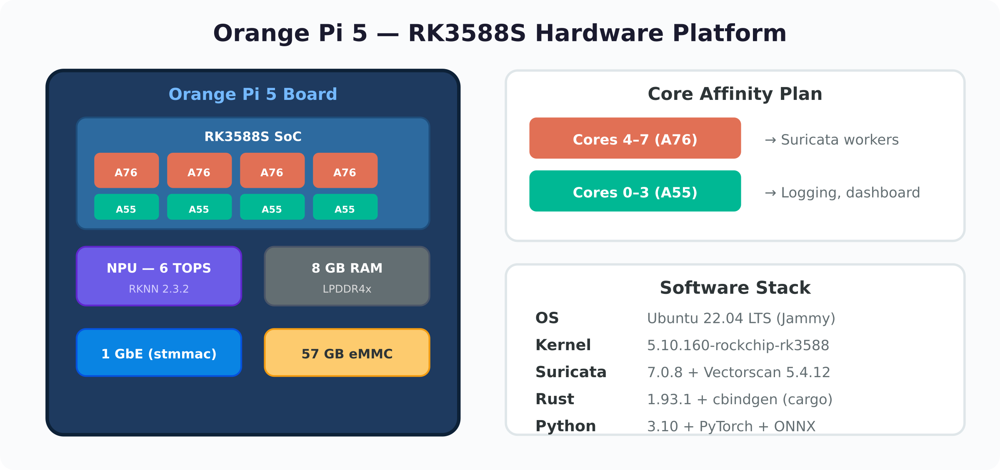 Orange Pi 5 — RK3588S Hardware Platform
Orange Pi 5 Board
RK3588S SoC
A76 A76 A76 A76
A55 A55 A55 A55
NPU — 6 TOPS
RKNN 2.3.2
8 GB RAM
LPDDR4x
1 GbE (stmmac)
57 GB eMMC
Core Affinity Plan
Cores 4–7 (A76) → Suricata workers
Cores 0–3 (A55) → Logging, dashboard
Software Stack
OS Ubuntu 22.04 LTS (Jammy)
Kernel 5.10.160-rockchip-rk3588
Suricata 7.0.8 + Vectorscan 5.4.12
Rust 1.93.1 + cbindgen (cargo)
Python 3.10 + PyTorch + ONNX